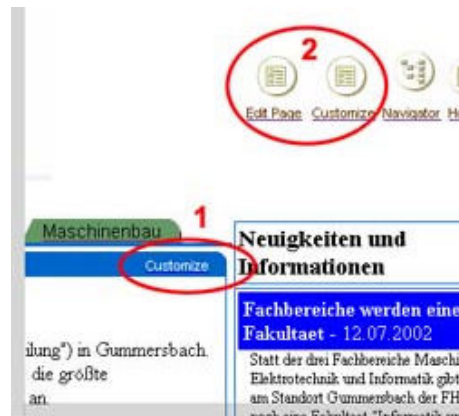 2
Edit Page Customize Navigator
Maschinenbau 1
Customize
ilung") in Gummersbach.
die größte
an.
Neuigkeiten und
Informationen
Fachbereiche werden eine
Fakultaet - 12.07.2002
Statt der drei Fachbereiche Maschi
Elektrotechnik und Informatik gibt
am Standort Gummersbach der FH